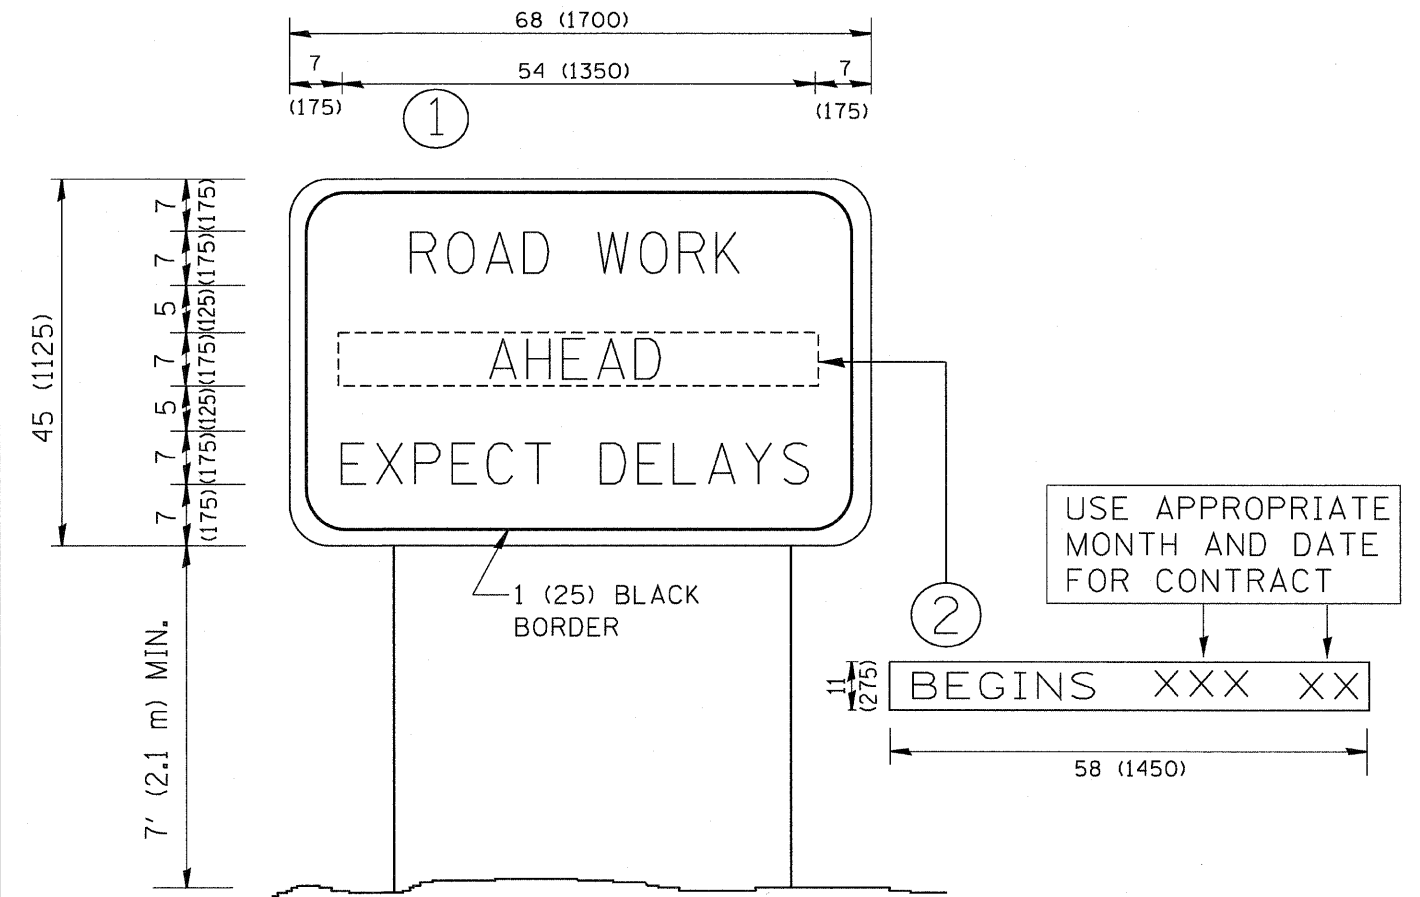 68 (1700)
7 54 (1350) 7
(175) (175)
1
45 (1125)
7 (175)
7 (175)
5 (125)
7 (175)
5 (125)
7 (175)
7 (175)
ROAD WORK
AHEAD
EXPECT DELAYS
7' (2.1 m) MIN.
1 (25) BLACK
BORDER
2
USE APPROPRIATE
MONTH AND DATE
FOR CONTRACT
11
(275)
BEGINS XXX XX
58 (1450)